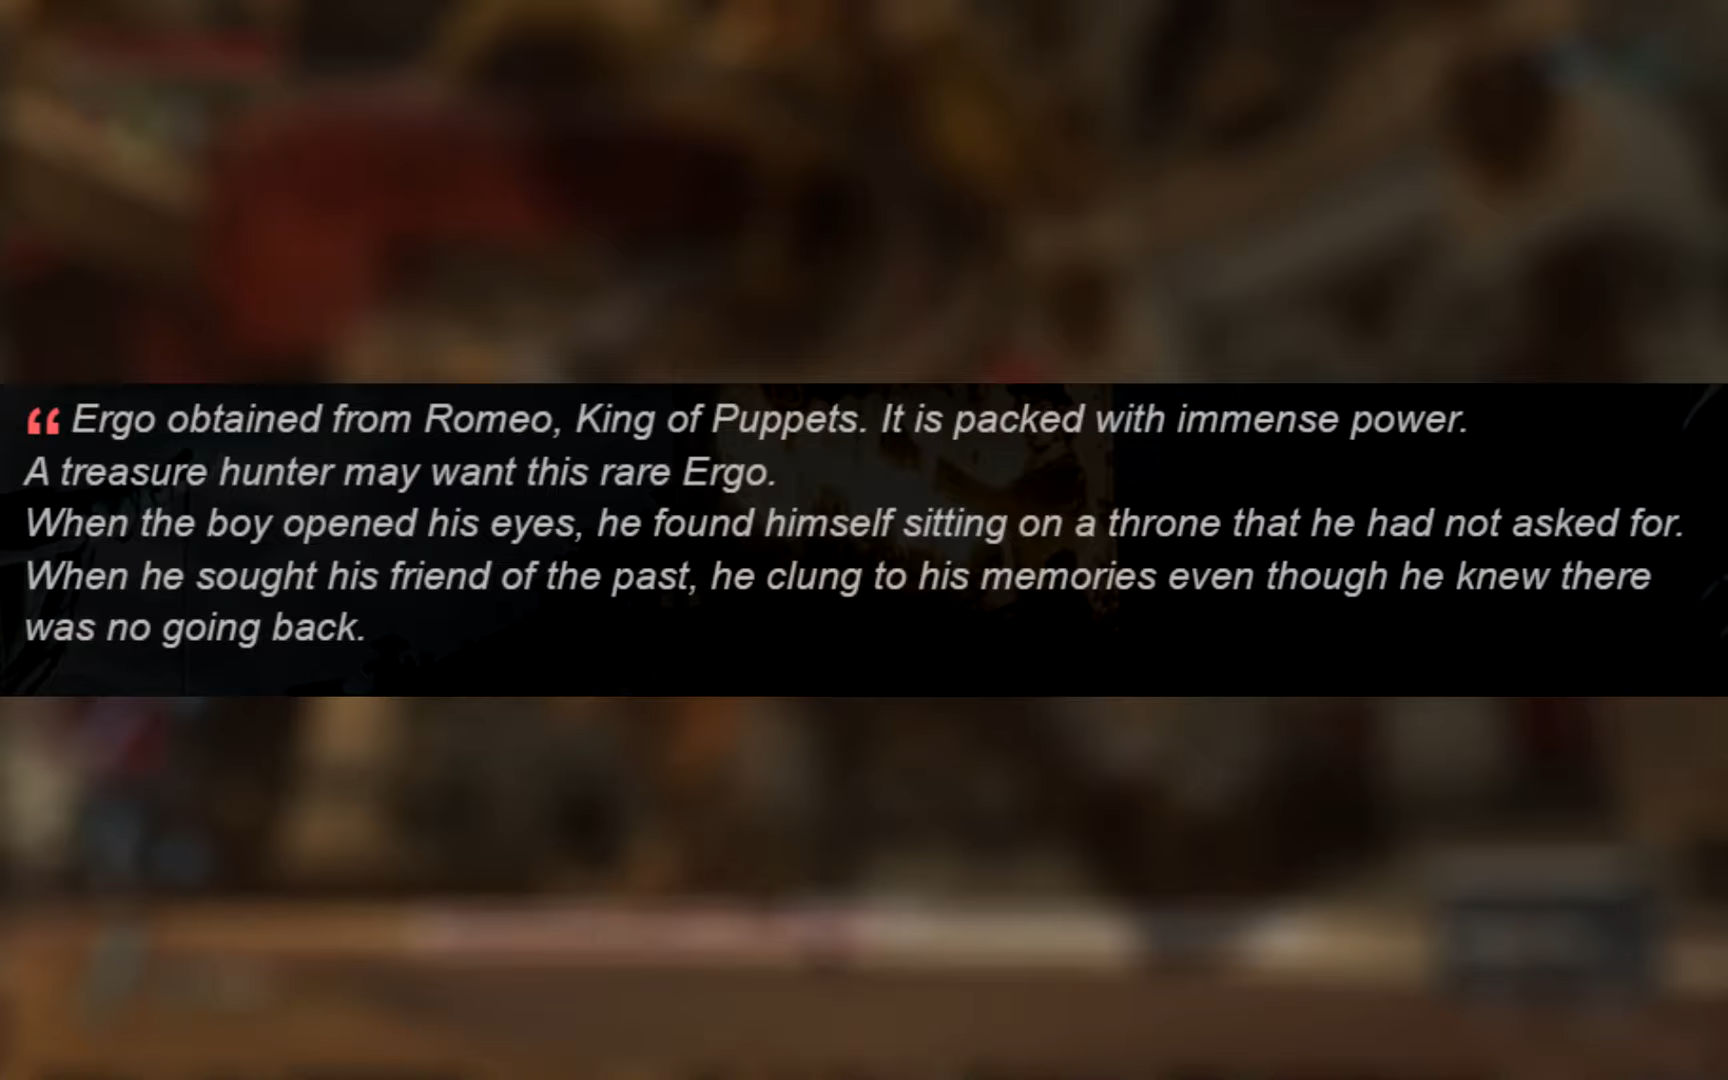 “Ergo obtained from Romeo, King of Puppets. It is packed with immense power.
A treasure hunter may want this rare Ergo.
When the boy opened his eyes, he found himself sitting on a throne that he had not asked for.
When he sought his friend of the past, he clung to his memories even though he knew there
was no going back.